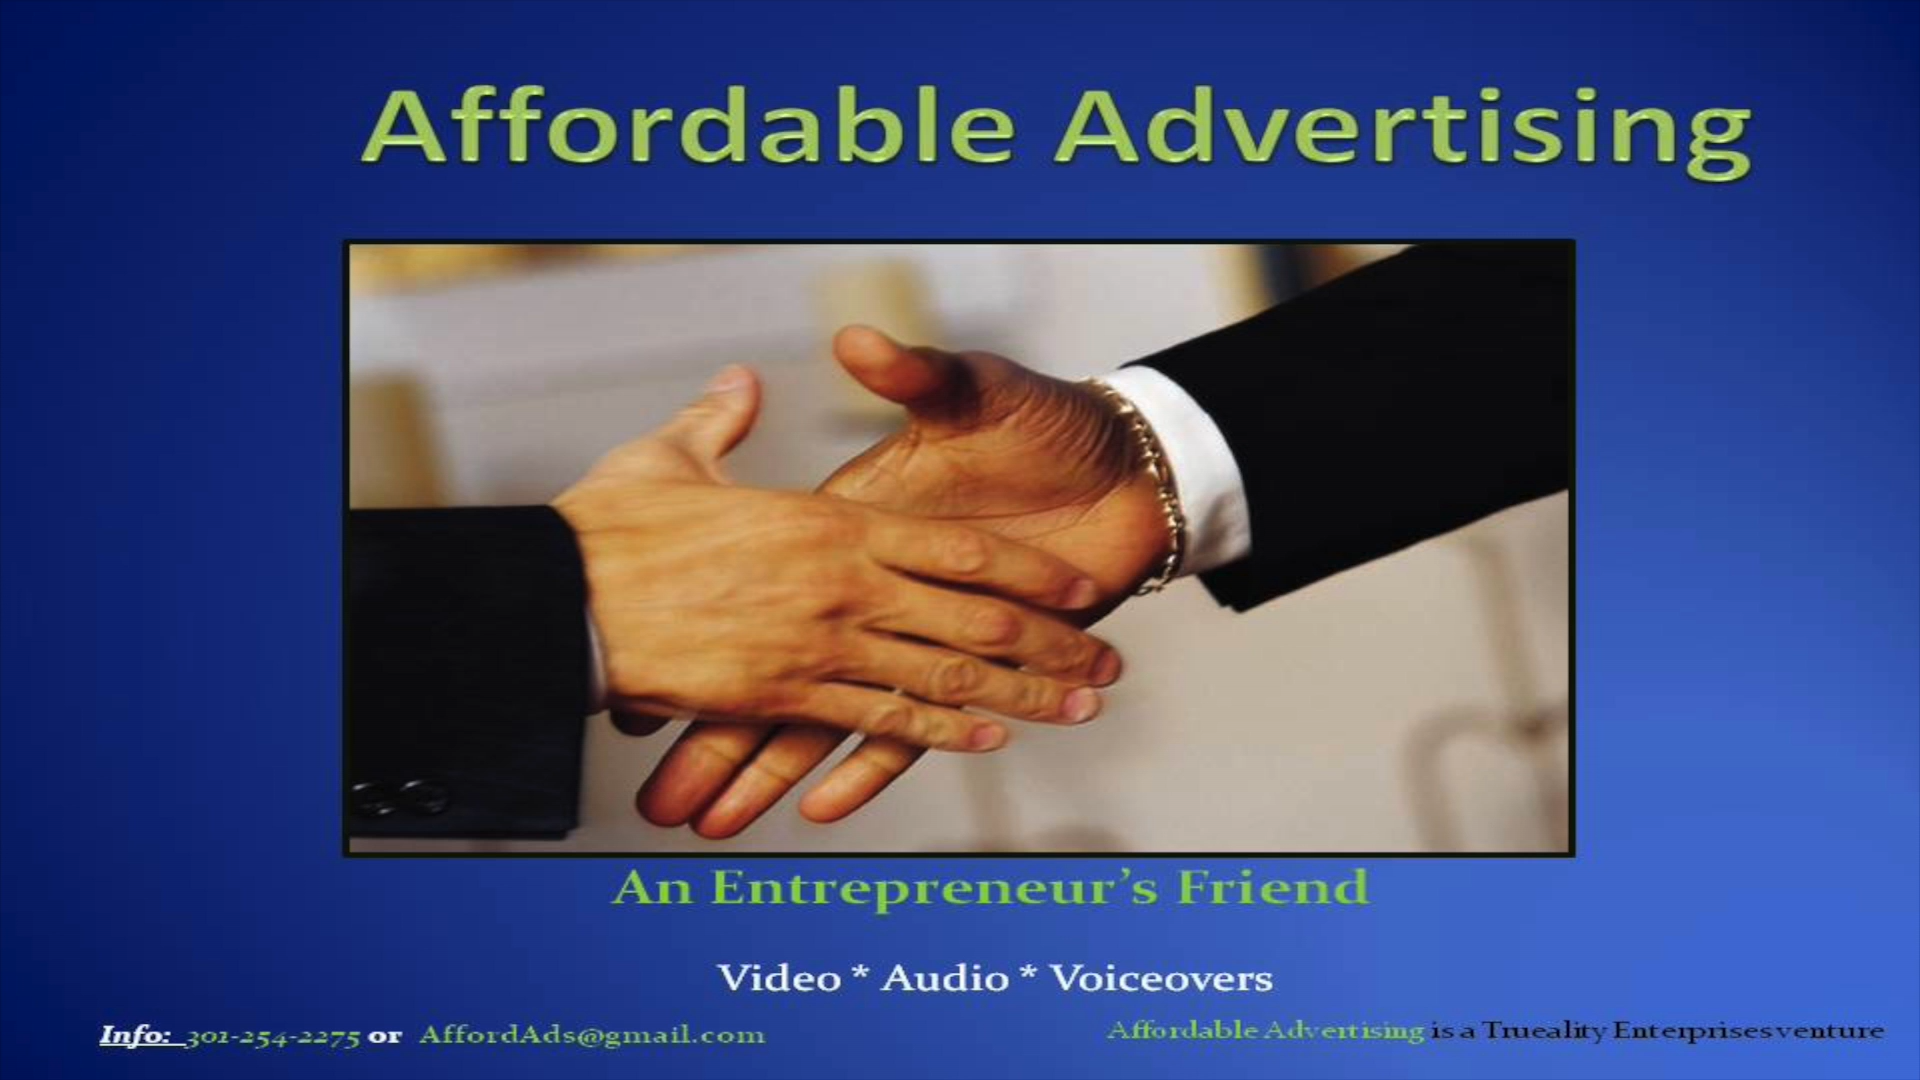 Affordable Advertising
An Entrepreneur’s Friend
Video * Audio * Voiceovers
Info: 301-254-2275 or AffordAds@gmail.com
Affordable Advertising is a Trueality Enterprises venture